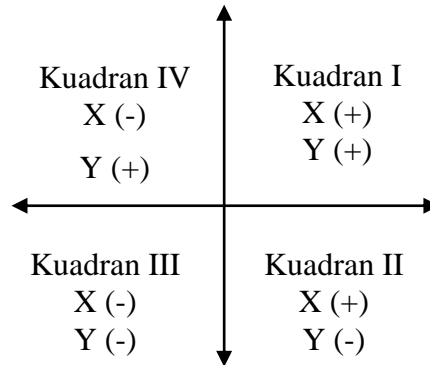 Kuadran IV
X (-)
Y (+)
Kuadran I
X (+)
Y (+)
Kuadran III
X (-)
Y (-)
Kuadran II
X (+)
Y (-)